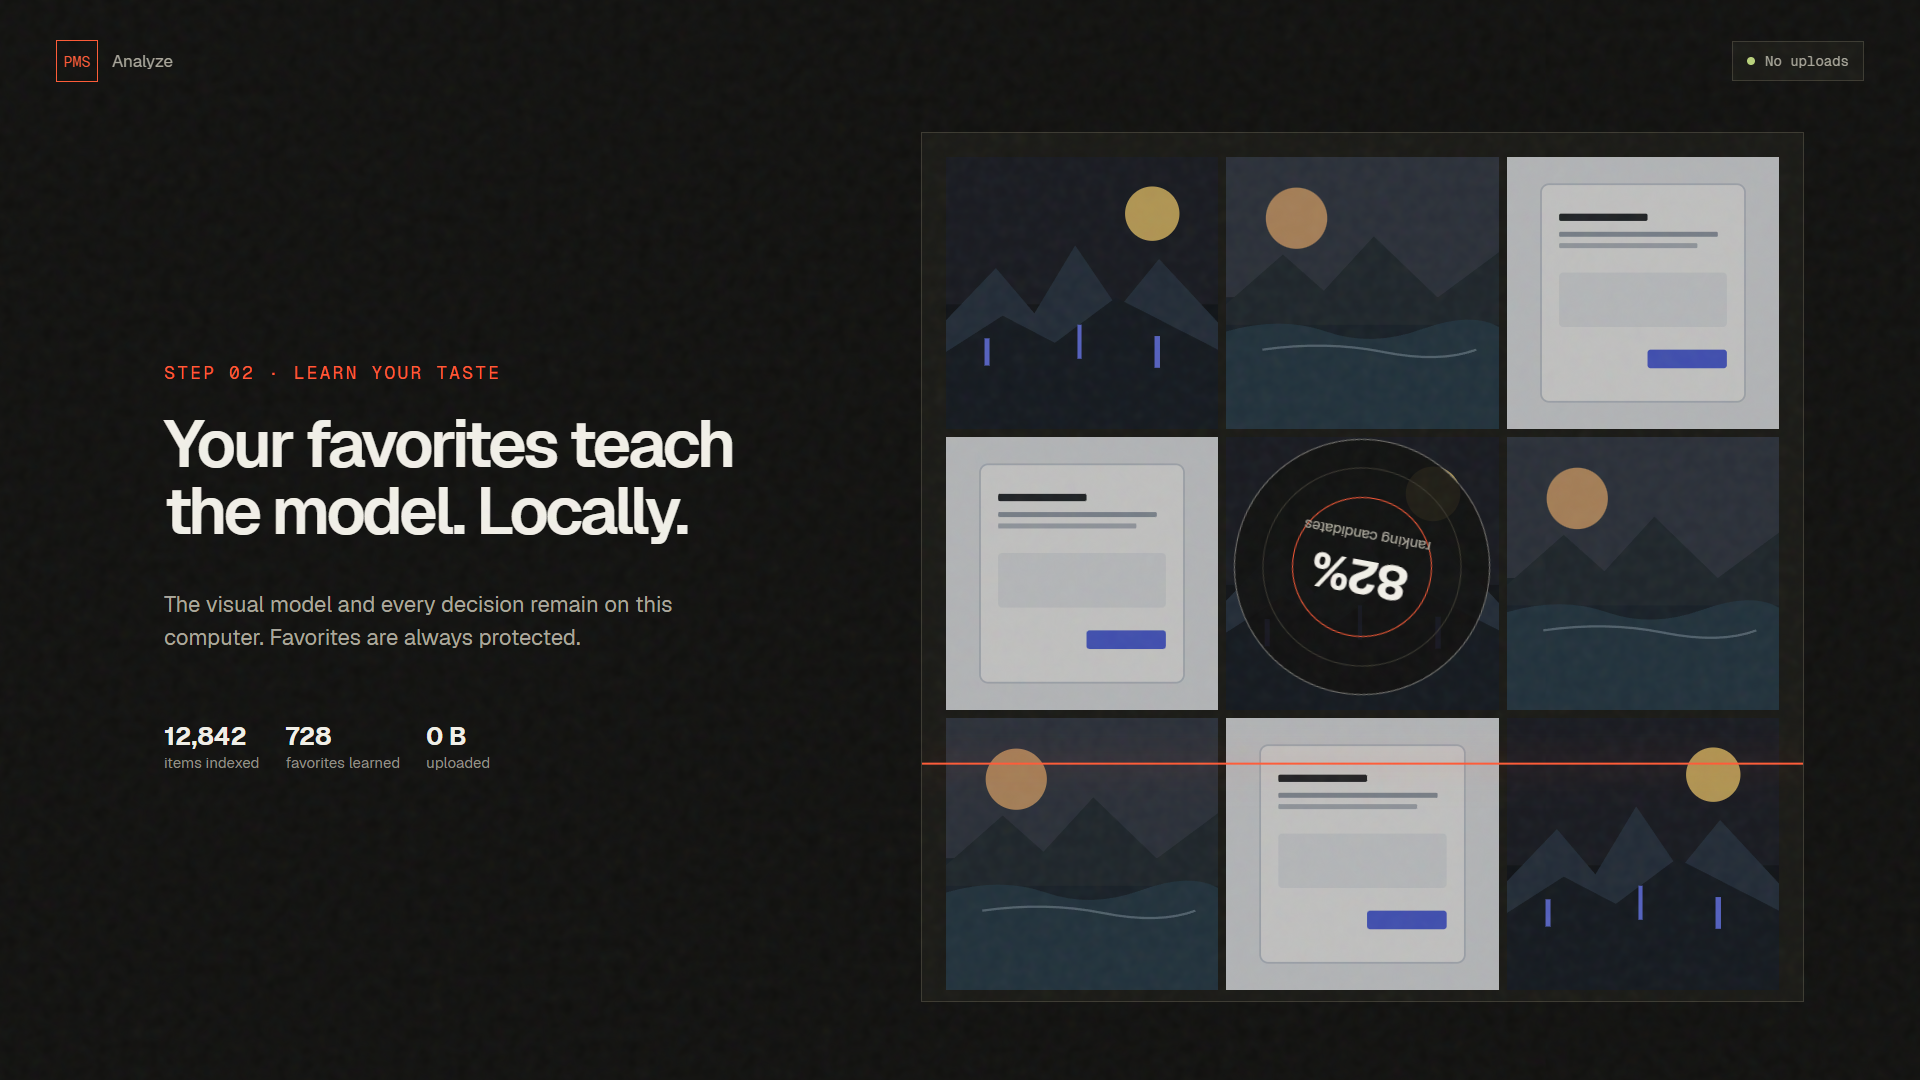 PMS
Analyze
No uploads
STEP 02 · LEARN YOUR TASTE
Your favorites teach
the model. Locally.
The visual model and every decision remain on this
computer. Favorites are always protected.
12,842
items indexed
728
favorites learned
0 B
uploaded
82%
ranking candidates